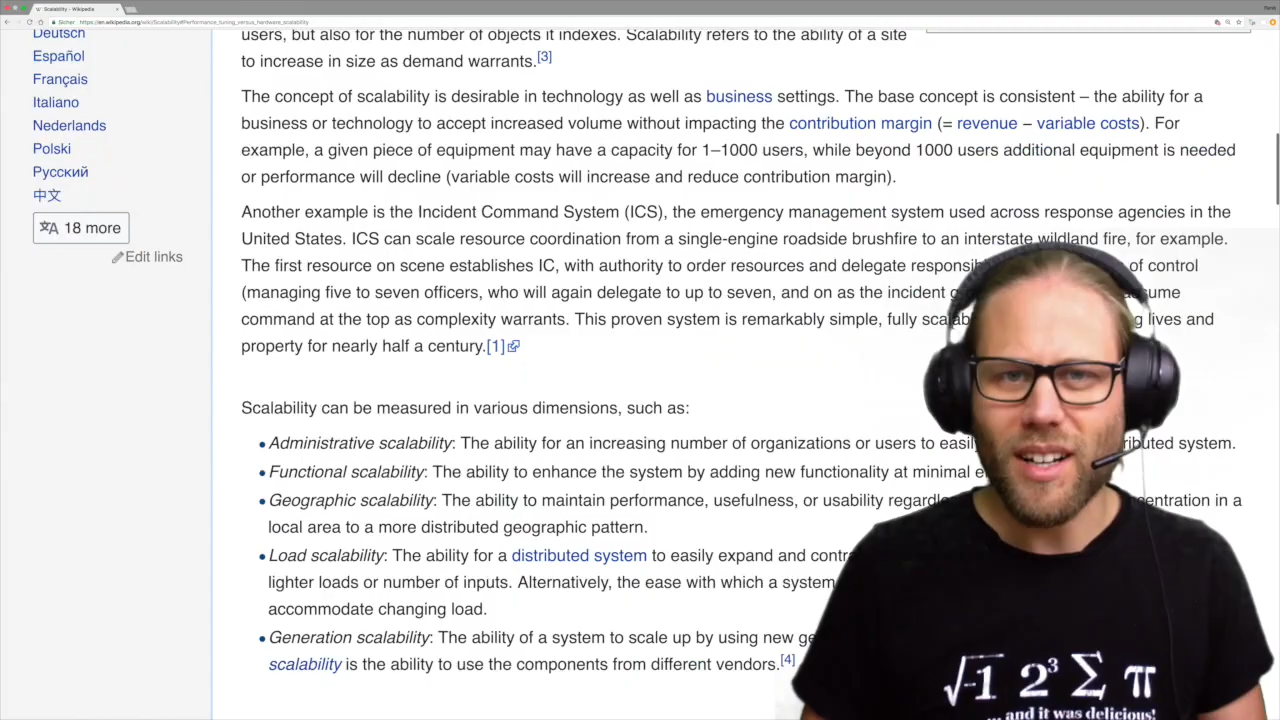 Scalability - Wikipedia
Sicher https://en.wikipedia.org/wiki/Scalability#Performance_tuning_versus_hardware_scalability
Deutsch
Español
Français
Italiano
Nederlands
Polski
Русский
中文
18 more
Edit links
users, but also for the number of objects it indexes. Scalability refers to the ability of a site
to increase in size as demand warrants.[3]
The concept of scalability is desirable in technology as well as business settings. The base concept is consistent – the ability for a
business or technology to accept increased volume without impacting the contribution margin (= revenue − variable costs). For
example, a given piece of equipment may have a capacity for 1–1000 users, while beyond 1000 users additional equipment is needed
or performance will decline (variable costs will increase and reduce contribution margin).
Another example is the Incident Command System (ICS), the emergency management system used across response agencies in the
United States. ICS can scale resource coordination from a single-engine roadside brushfire to an interstate wildland fire, for example.
The first resource on scene establishes IC, with authority to order resources and delegate of control
(managing five to seven officers, who will again delegate to up to seven, and on as the incident
command at the top as complexity warrants. This proven system is remarkably simple, fully lives and
property for nearly half a century.[1]
Scalability can be measured in various dimensions, such as:
Administrative scalability: The ability for an increasing number of organizations or users to system.
Functional scalability: The ability to enhance the system by adding new functionality at minimal
Geographic scalability: The ability to maintain performance, usefulness, or usability in a
local area to a more distributed geographic pattern.
Load scalability: The ability for a distributed system to easily expand and
lighter loads or number of inputs. Alternatively, the ease with which a system
accommodate changing load.
Generation scalability: The ability of a system to scale up by using new
scalability is the ability to use the components from different vendors.[4]
√-1 2³ Σ π
... and it was delicious!